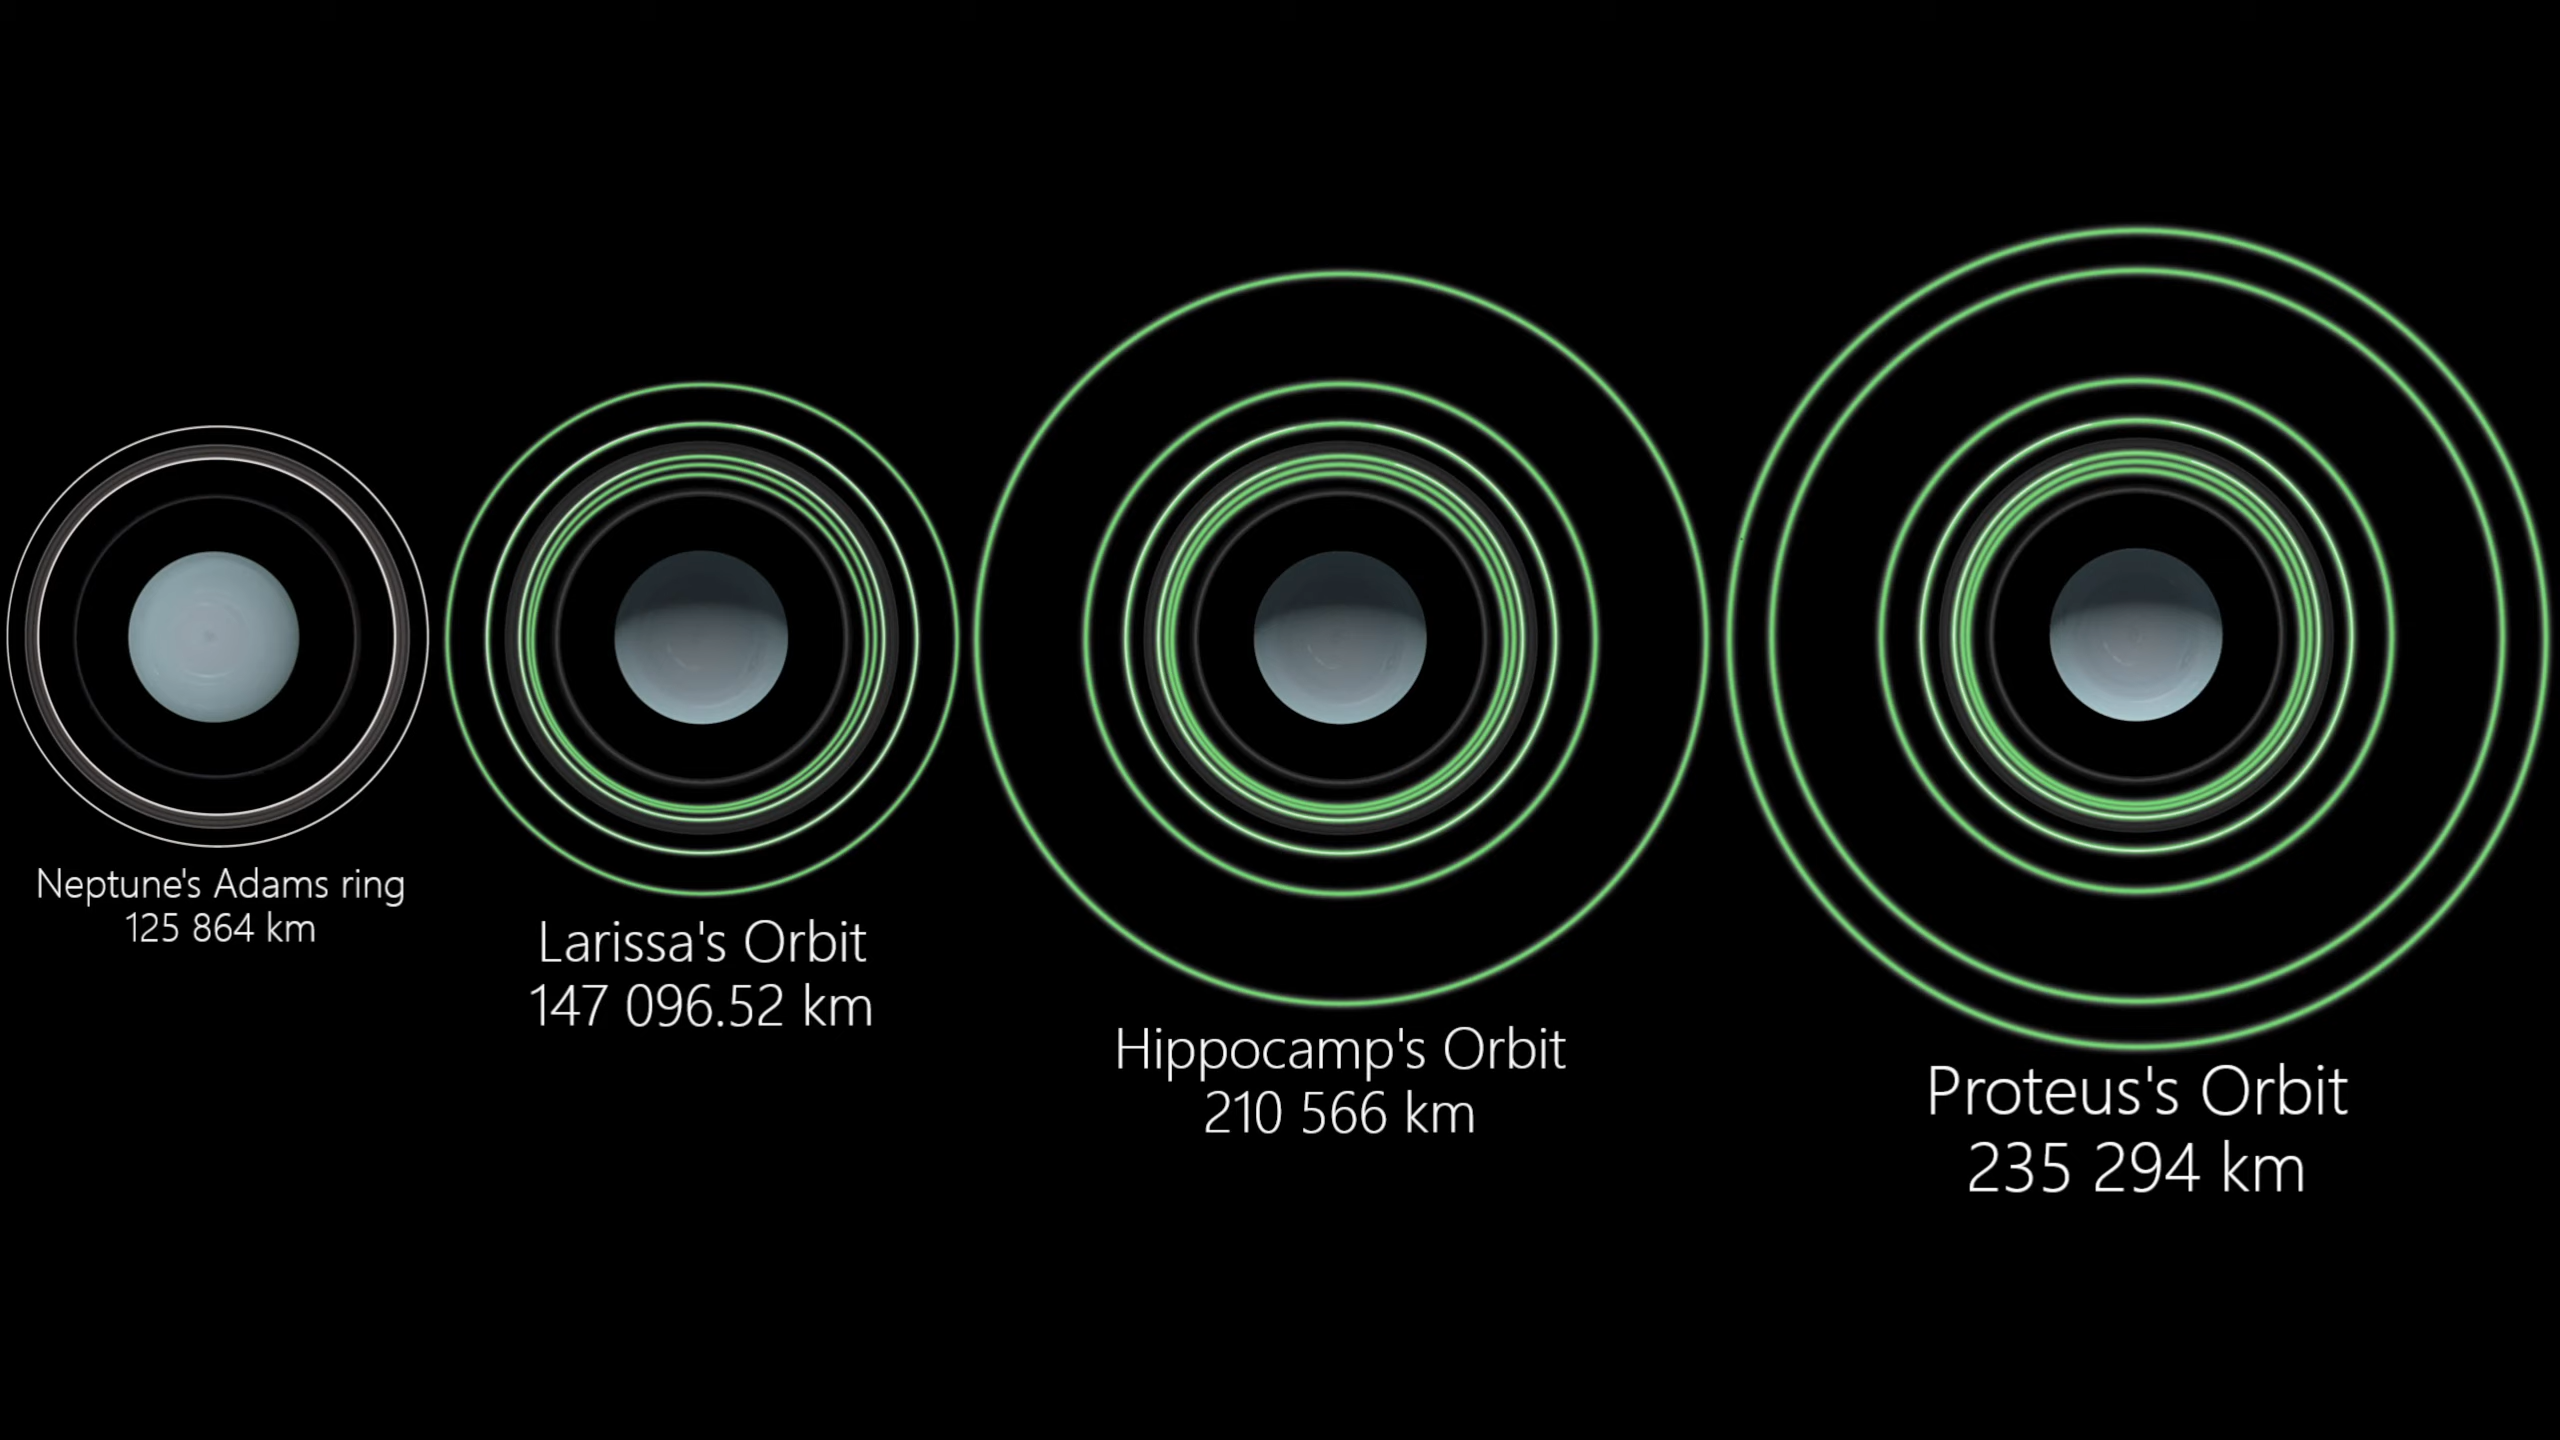 Neptune's Adams ring
125 864 km
Larissa's Orbit
147 096.52 km
Hippocamp's Orbit
210 566 km
Proteus's Orbit
235 294 km